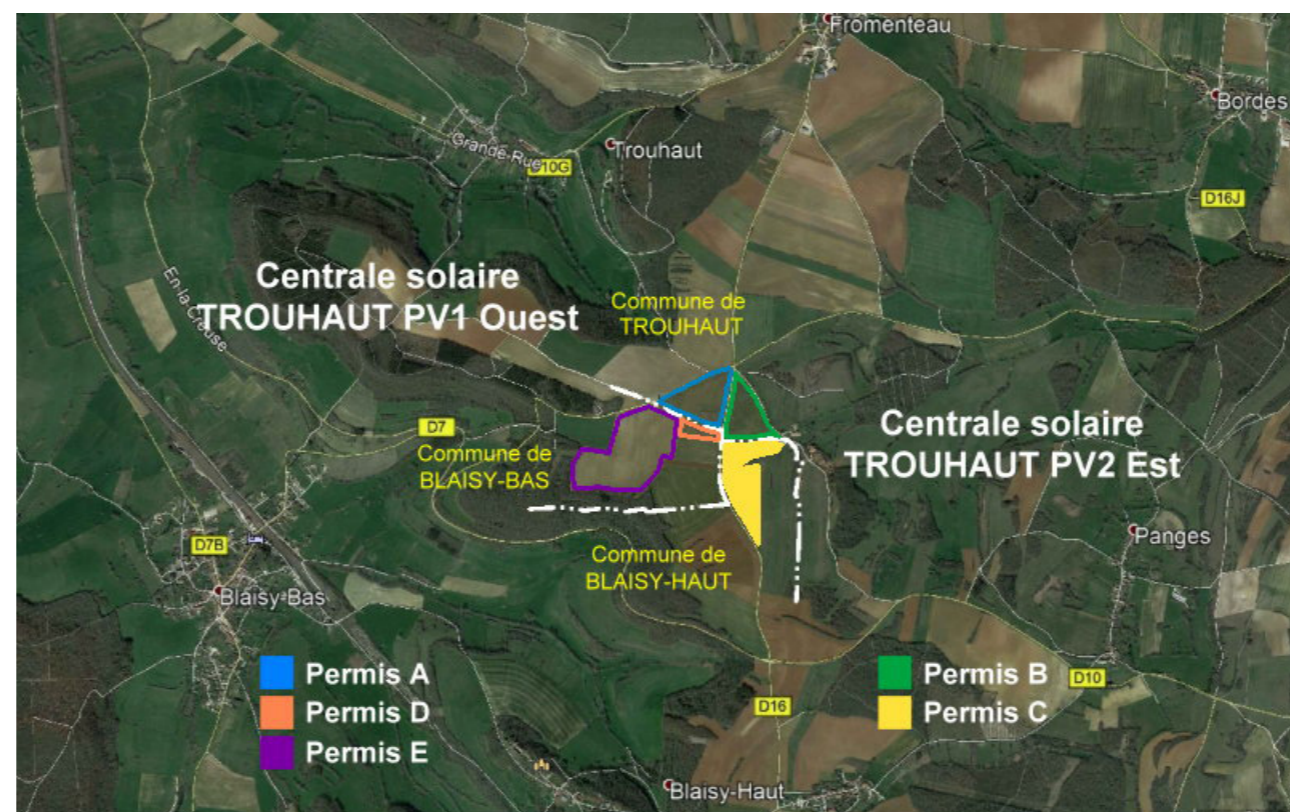 Fromenteau
Bordes
Grande-Rue
D10G
Trouhaut
D16J
Centrale solaire
TROUHAUT PV1 Ouest
En-la-Creuse
Commune de
TROUHAUT
D7
Commune de
BLAISY-BAS
Centrale solaire
TROUHAUT PV2 Est
D7B
Commune de
BLAISY-HAUT
Panges
Blaisy-Bas
Permis A
Permis D
Permis E
Permis B
Permis C
D10
D16
Blaisy-Haut